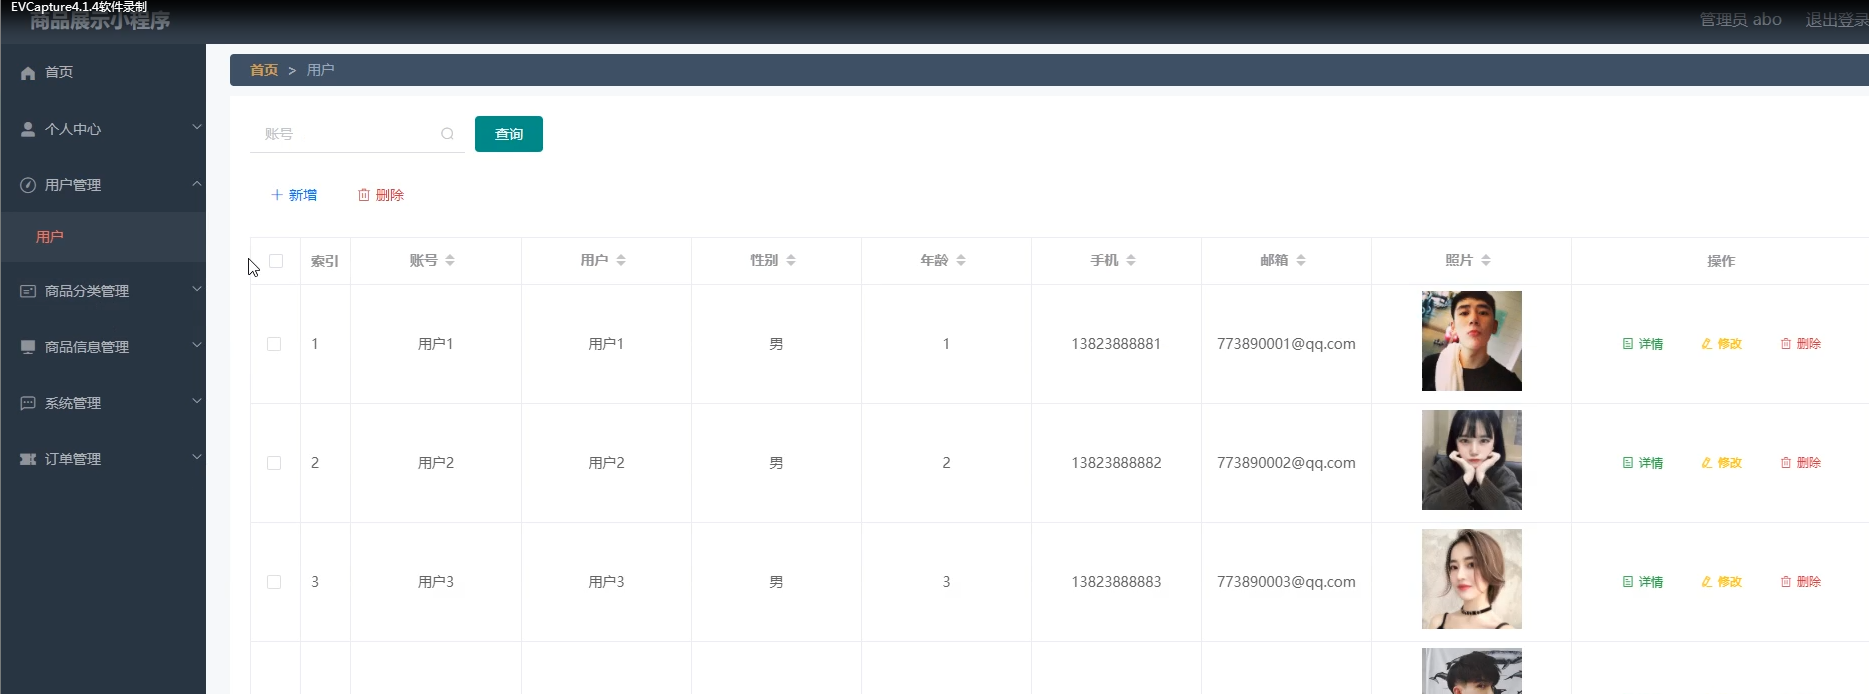 EVCapture4.1.4软件录制
商品展示小程序
管理员 abo 退出登录
首页
个人中心
用户管理
用户
商品分类管理
商品信息管理
系统管理
订单管理
首页 > 用户
账号 查询
新增 删除
索引 账号 用户 性别 年龄 手机 邮箱 照片 操作
1 用户1 用户1 男 1 13823888881 773890001@qq.com 详情 修改 删除
2 用户2 用户2 男 2 13823888882 773890002@qq.com 详情 修改 删除
3 用户3 用户3 男 3 13823888883 773890003@qq.com 详情 修改 删除